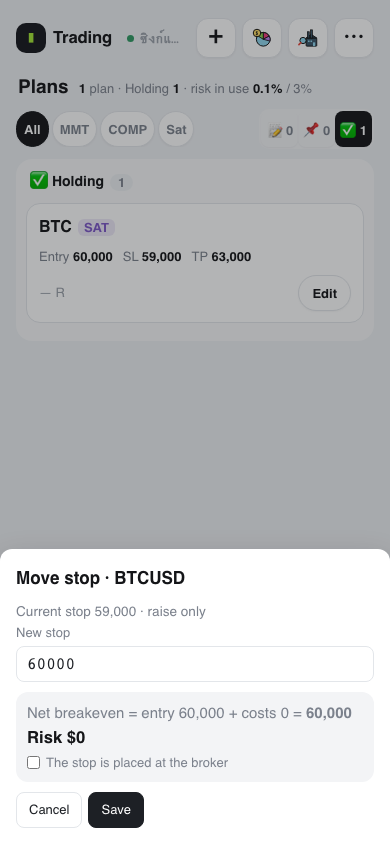 Trading
ซิงก์แ...
Plans 1 plan · Holding 1 · risk in use 0.1% / 3%
All MMT COMP Sat 0 0 1
Holding 1
BTC SAT
Entry 60,000 SL 59,000 TP 63,000
— R
Edit
Move stop · BTCUSD
Current stop 59,000 · raise only
New stop
60000
Net breakeven = entry 60,000 + costs 0 = 60,000
Risk $0
The stop is placed at the broker
Cancel Save